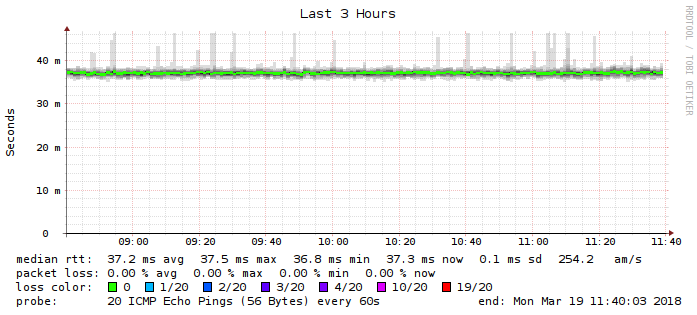 Last 3 Hours
RRDTOOL / TOBI OETIKER
Seconds
40 m
30 m
20 m
10 m
0
09:00 09:20 09:40 10:00 10:20 10:40 11:00 11:20 11:40
median rtt: 37.2 ms avg 37.5 ms max 36.8 ms min 37.3 ms now 0.1 ms sd 254.2 am/s
packet loss: 0.00 % avg 0.00 % max 0.00 % min 0.00 % now
loss color: 0 1/20 2/20 3/20 4/20 10/20 19/20
probe: 20 ICMP Echo Pings (56 Bytes) every 60s end: Mon Mar 19 11:40:03 2018